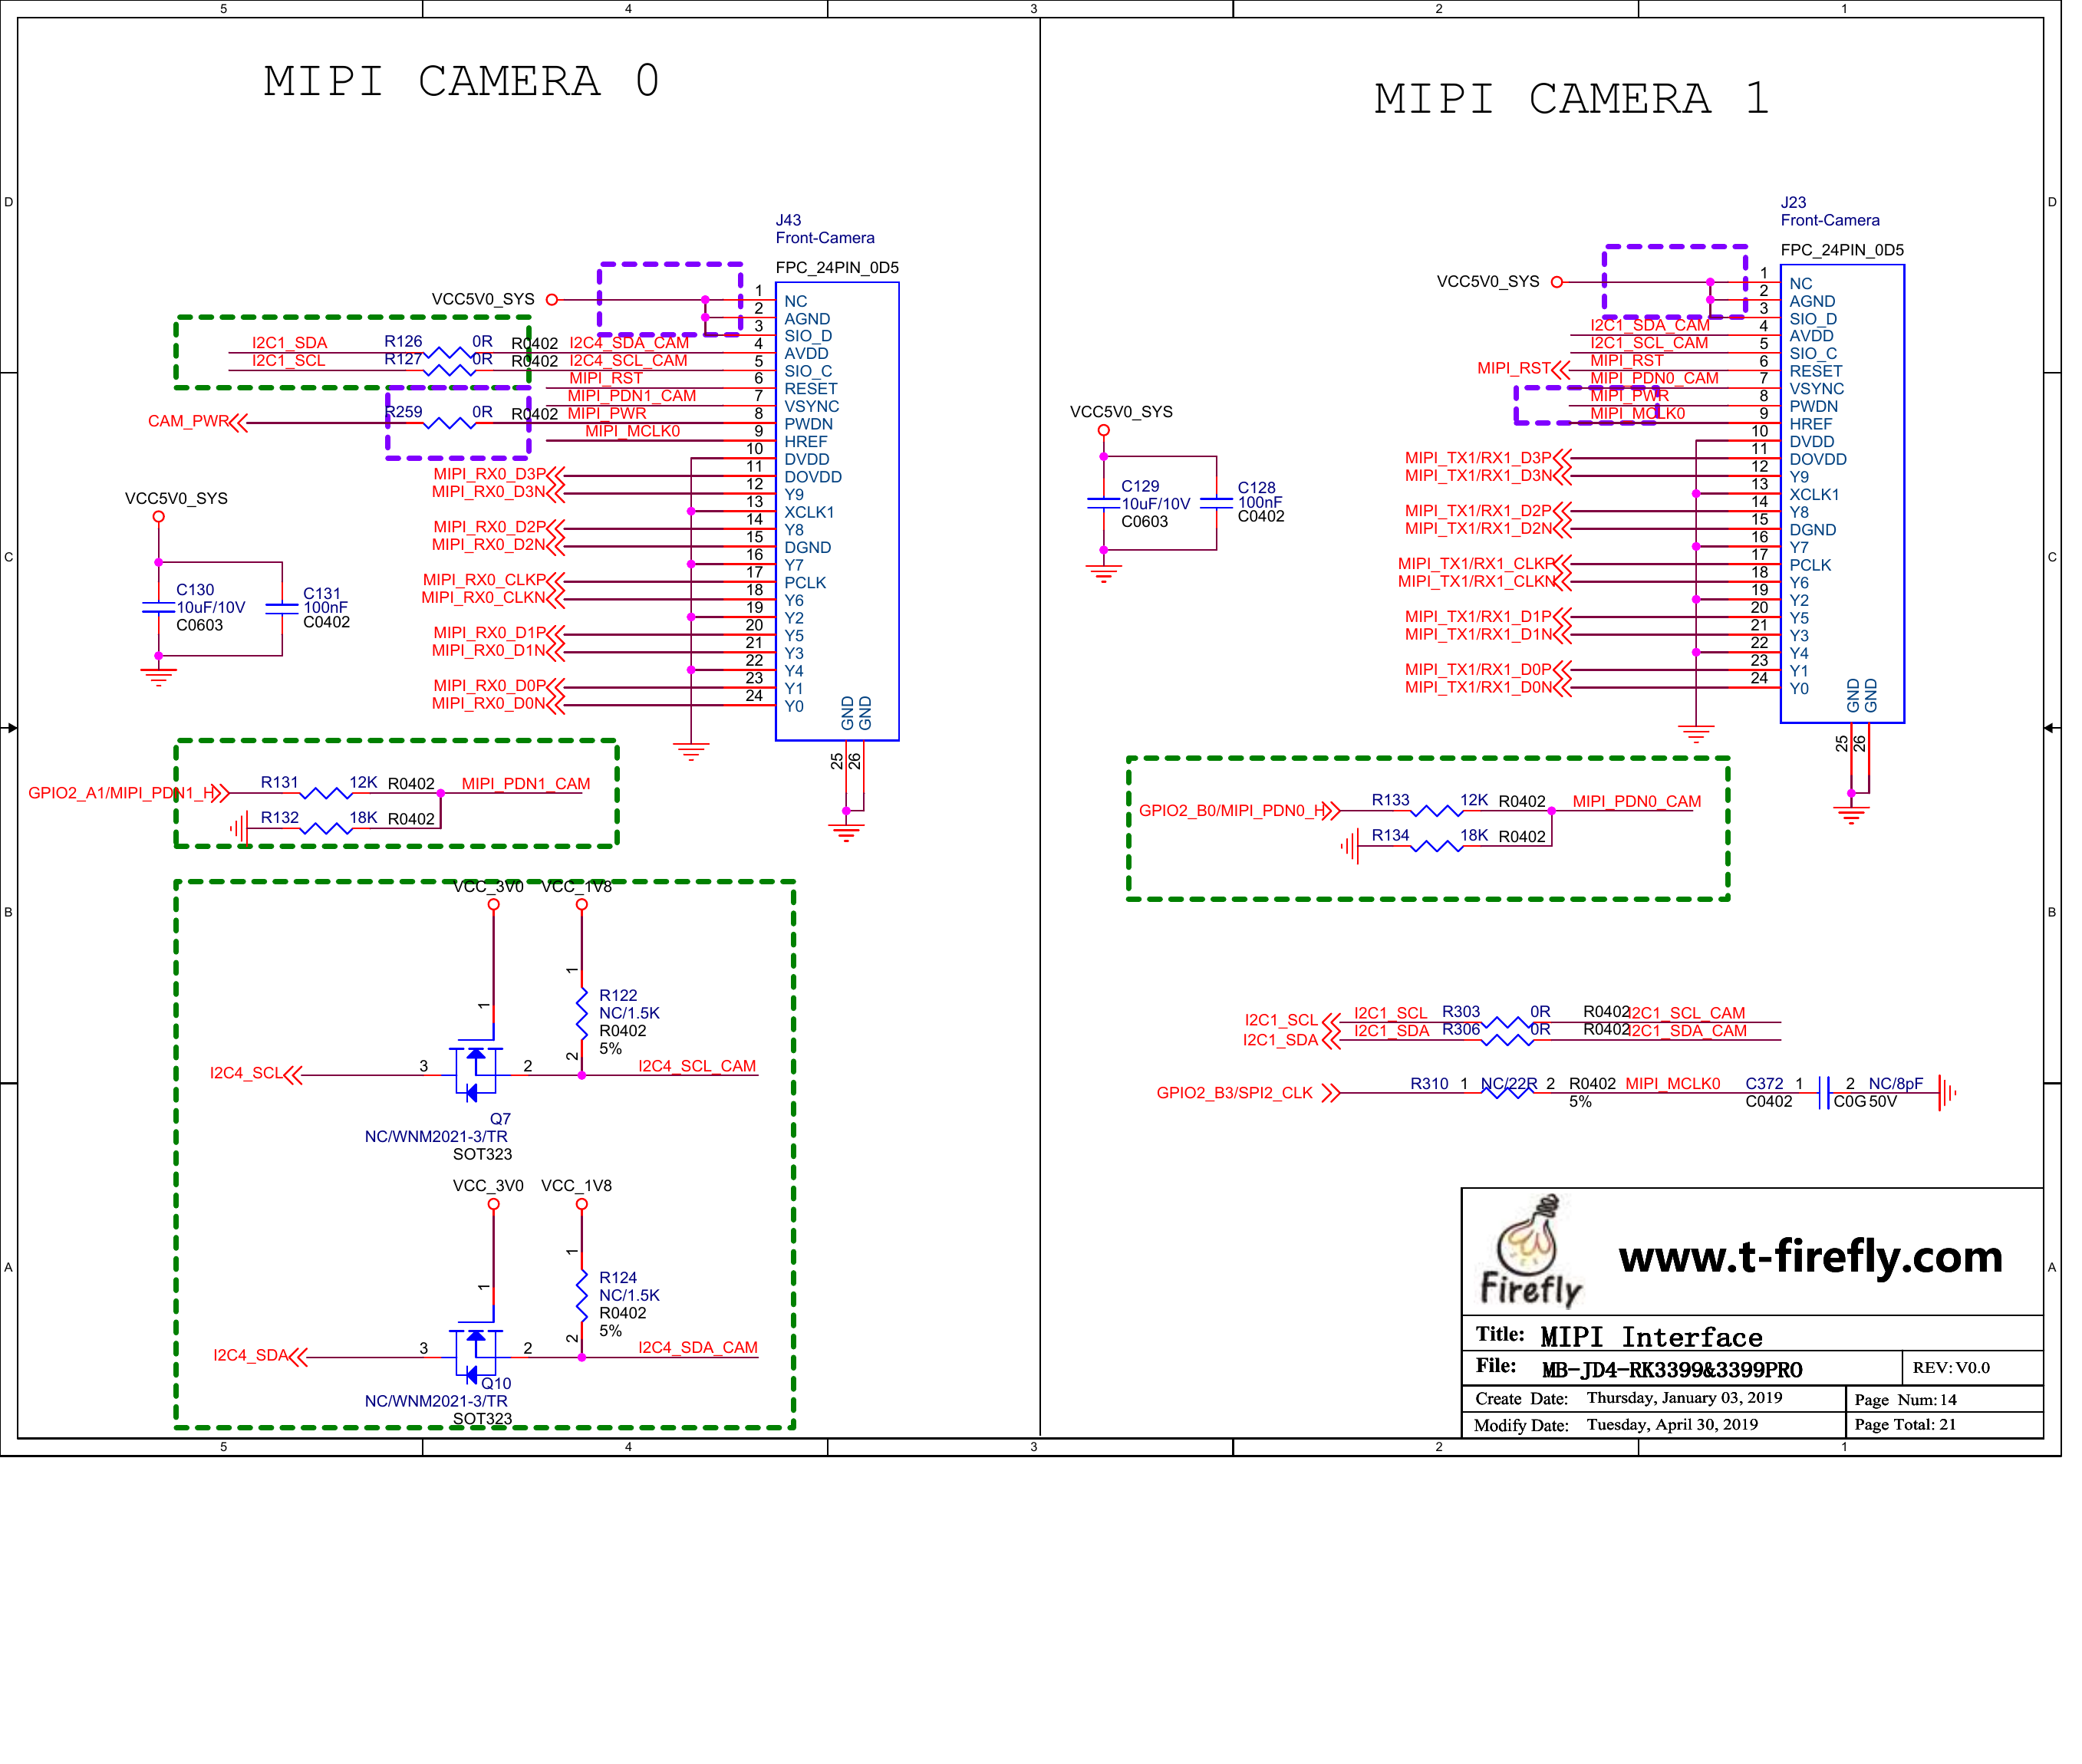 5 4 3 2 1
MIPI CAMERA 0
MIPI CAMERA 1
D
D
J43
Front-Camera
FPC_24PIN_0D5
VCC5V0_SYS
1 NC
2 AGND
3 SIO_D
I2C1_SDA R126 0R R0402 I2C4_SDA_CAM 4 AVDD
I2C1_SCL R127 0R R0402 I2C4_SCL_CAM 5 SIO_C
MIPI_RST 6 RESET
MIPI_PDN1_CAM 7 VSYNC
CAM_PWR R259 0R R0402 MIPI_PWR 8 PWDN
MIPI_MCLK0 9 HREF
10 DVDD
MIPI_RX0_D3P 11 DOVDD
MIPI_RX0_D3N 12 Y9
13 XCLK1
MIPI_RX0_D2P 14 Y8
MIPI_RX0_D2N 15 DGND
16 Y7
MIPI_RX0_CLKP 17 PCLK
MIPI_RX0_CLKN 18 Y6
19 Y2
MIPI_RX0_D1P 20 Y5
MIPI_RX0_D1N 21 Y3
22 Y4
MIPI_RX0_D0P 23 Y1
MIPI_RX0_D0N 24 Y0
GND GND
25 26
VCC5V0_SYS
C130
10uF/10V
C0603
C131
100nF
C0402
C
C
GPIO2_A1/MIPI_PDN1_H R131 12K R0402 MIPI_PDN1_CAM
R132 18K R0402
B
B
VCC_3V0 VCC_1V8
1
1
R122
NC/1.5K
R0402
5%
2
I2C4_SCL 3 2 I2C4_SCL_CAM
Q7
NC/WNM2021-3/TR
SOT323
VCC_3V0 VCC_1V8
1
1
R124
NC/1.5K
R0402
5%
2
I2C4_SDA 3 2 I2C4_SDA_CAM
Q10
NC/WNM2021-3/TR
SOT323
A
A
J23
Front-Camera
FPC_24PIN_0D5
VCC5V0_SYS
1 NC
2 AGND
3 SIO_D
I2C1_SDA_CAM 4 AVDD
I2C1_SCL_CAM 5 SIO_C
MIPI_RST MIPI_RST 6 RESET
MIPI_PDN0_CAM 7 VSYNC
MIPI_PWR 8 PWDN
MIPI_MCLK0 9 HREF
10 DVDD
MIPI_TX1/RX1_D3P 11 DOVDD
MIPI_TX1/RX1_D3N 12 Y9
13 XCLK1
MIPI_TX1/RX1_D2P 14 Y8
MIPI_TX1/RX1_D2N 15 DGND
16 Y7
MIPI_TX1/RX1_CLKP 17 PCLK
MIPI_TX1/RX1_CLKN 18 Y6
19 Y2
MIPI_TX1/RX1_D1P 20 Y5
MIPI_TX1/RX1_D1N 21 Y3
22 Y4
MIPI_TX1/RX1_D0P 23 Y1
MIPI_TX1/RX1_D0N 24 Y0
GND GND
25 26
VCC5V0_SYS
C129
10uF/10V
C0603
C128
100nF
C0402
GPIO2_B0/MIPI_PDN0_H R133 12K R0402 MIPI_PDN0_CAM
R134 18K R0402
I2C1_SCL I2C1_SCL R303 0R R0402 I2C1_SCL_CAM
I2C1_SDA I2C1_SDA R306 0R R0402 I2C1_SDA_CAM
GPIO2_B3/SPI2_CLK R310 1 NC/22R 2 R0402 MIPI_MCLK0 C372 1 2 NC/8pF
5% C0402 C0G 50V
Firefly
www.t-firefly.com
Title: MIPI Interface
File: MB-JD4-RK3399&3399PRO REV: V0.0
Create Date: Thursday, January 03, 2019 Page Num: 14
Modify Date: Tuesday, April 30, 2019 Page Total: 21
5 4 3 2 1